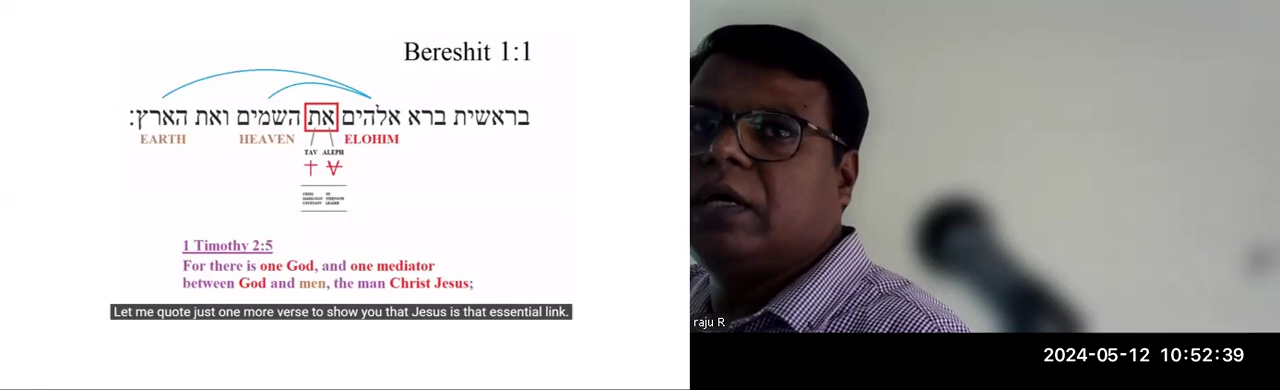 Bereshit 1:1
בראשית ברא אלהים את השמים ואת הארץ:
EARTH HEAVEN ELOHIM
TAV ALEPH
1 Timothy 2:5
For there is one God, and one mediator
between God and men, the man Christ Jesus;
Let me quote just one more verse to show you that Jesus is that essential link.
raju R
2024-05-12 10:52:39